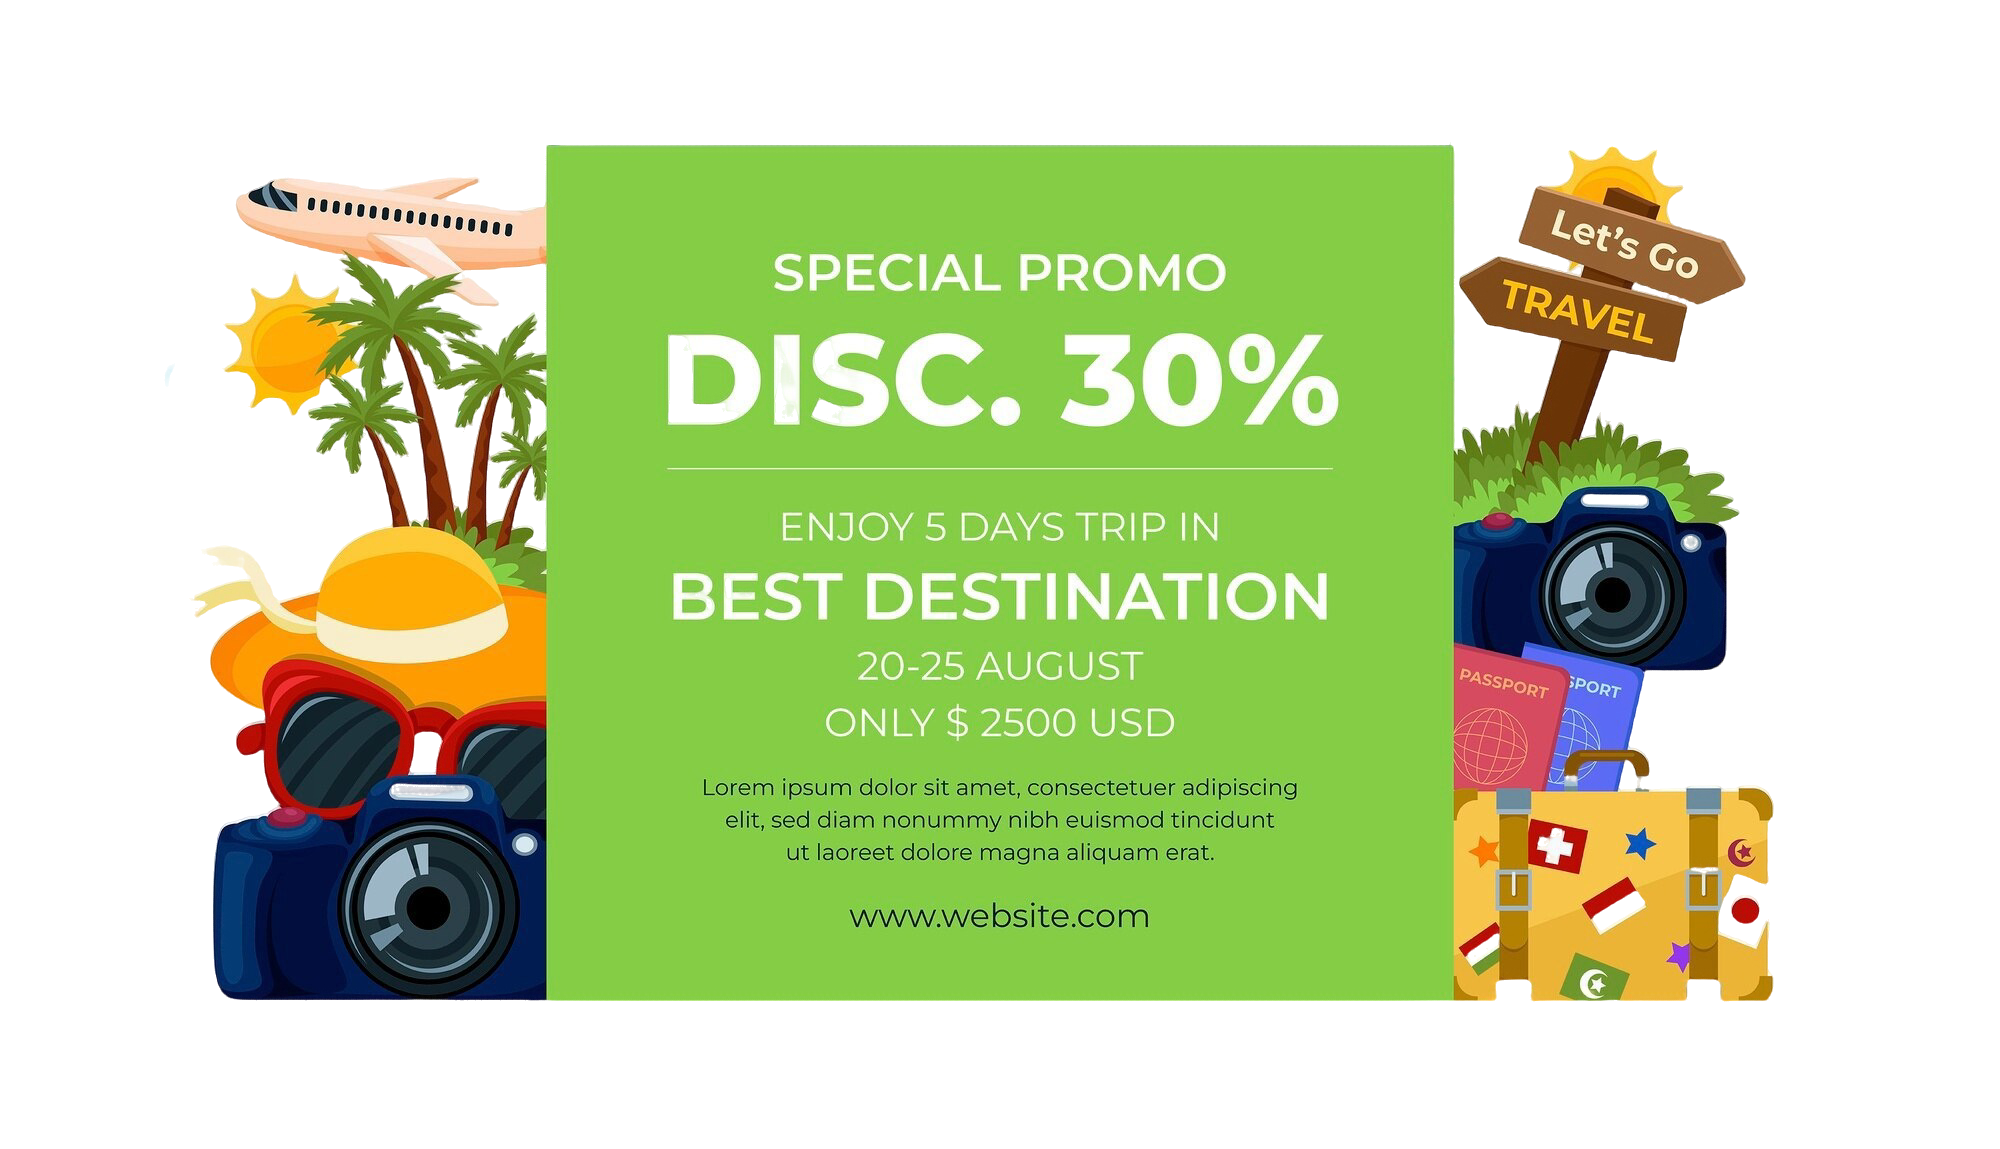 SPECIAL PROMO
DISC. 30%
ENJOY 5 DAYS TRIP IN
BEST DESTINATION
20-25 AUGUST
ONLY $ 2500 USD
Lorem ipsum dolor sit amet, consectetuer adipiscing
elit, sed diam nonummy nibh euismod tincidunt
ut laoreet dolore magna aliquam erat.
www.website.com
Let's Go
TRAVEL
PASSPORT
SPORT